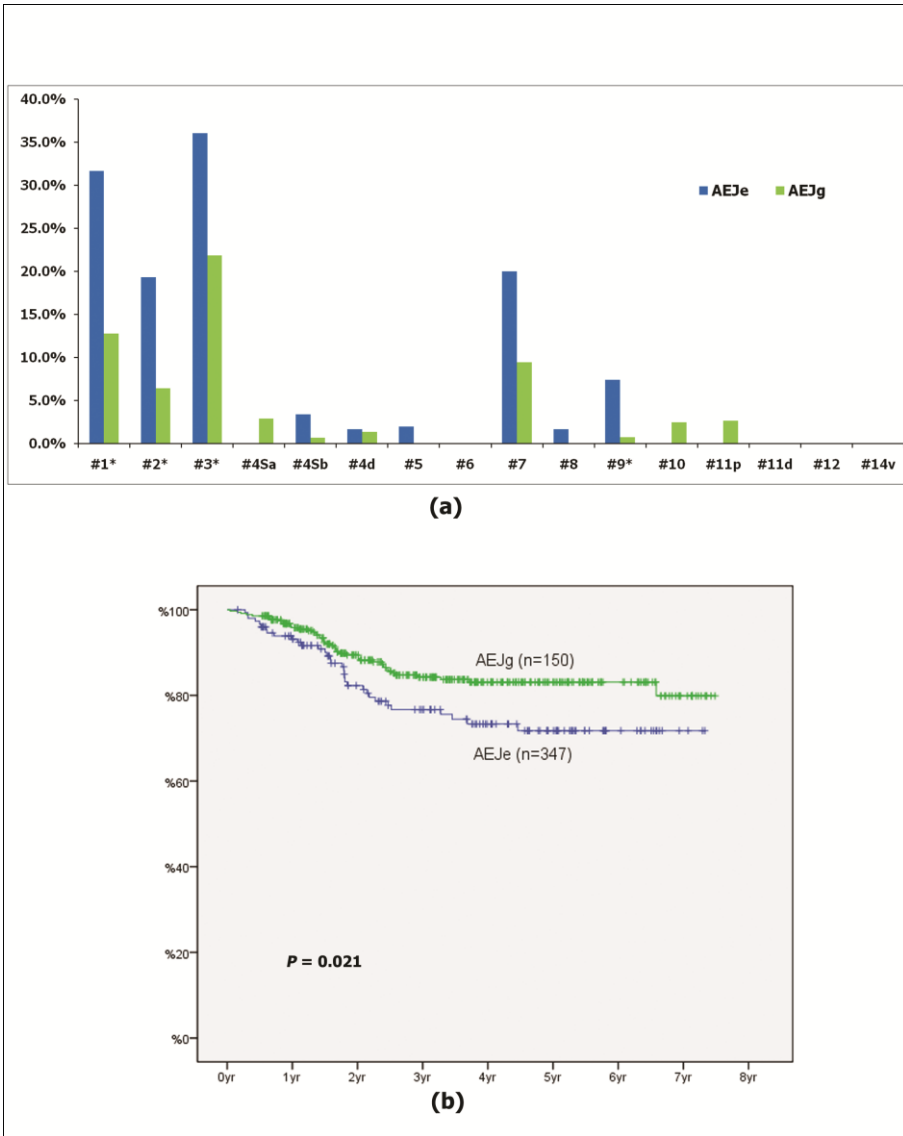 40.0%
35.0%
30.0%
25.0%
20.0%
15.0%
10.0%
5.0%
0.0%
AEJe AEJg
#1* #2* #3* #4Sa #4Sb #4d #5 #6 #7 #8 #9* #10 #11p #11d #12 #14v
(a)
%100
%80
%60
%40
%20
%0
AEJg (n=150)
AEJe (n=347)
P = 0.021
0yr 1yr 2yr 3yr 4yr 5yr 6yr 7yr 8yr
(b)